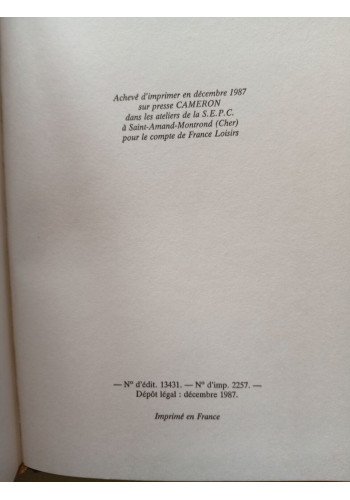 Achevé d'imprimer en décembre 1987
sur presse CAMERON
dans les ateliers de la S.E.P.C.
à Saint-Amand-Montrond (Cher)
pour le compte de France Loisirs
— N° d'édit. 13431. — N° d'imp. 2257. —
Dépôt légal : décembre 1987.
Imprimé en France